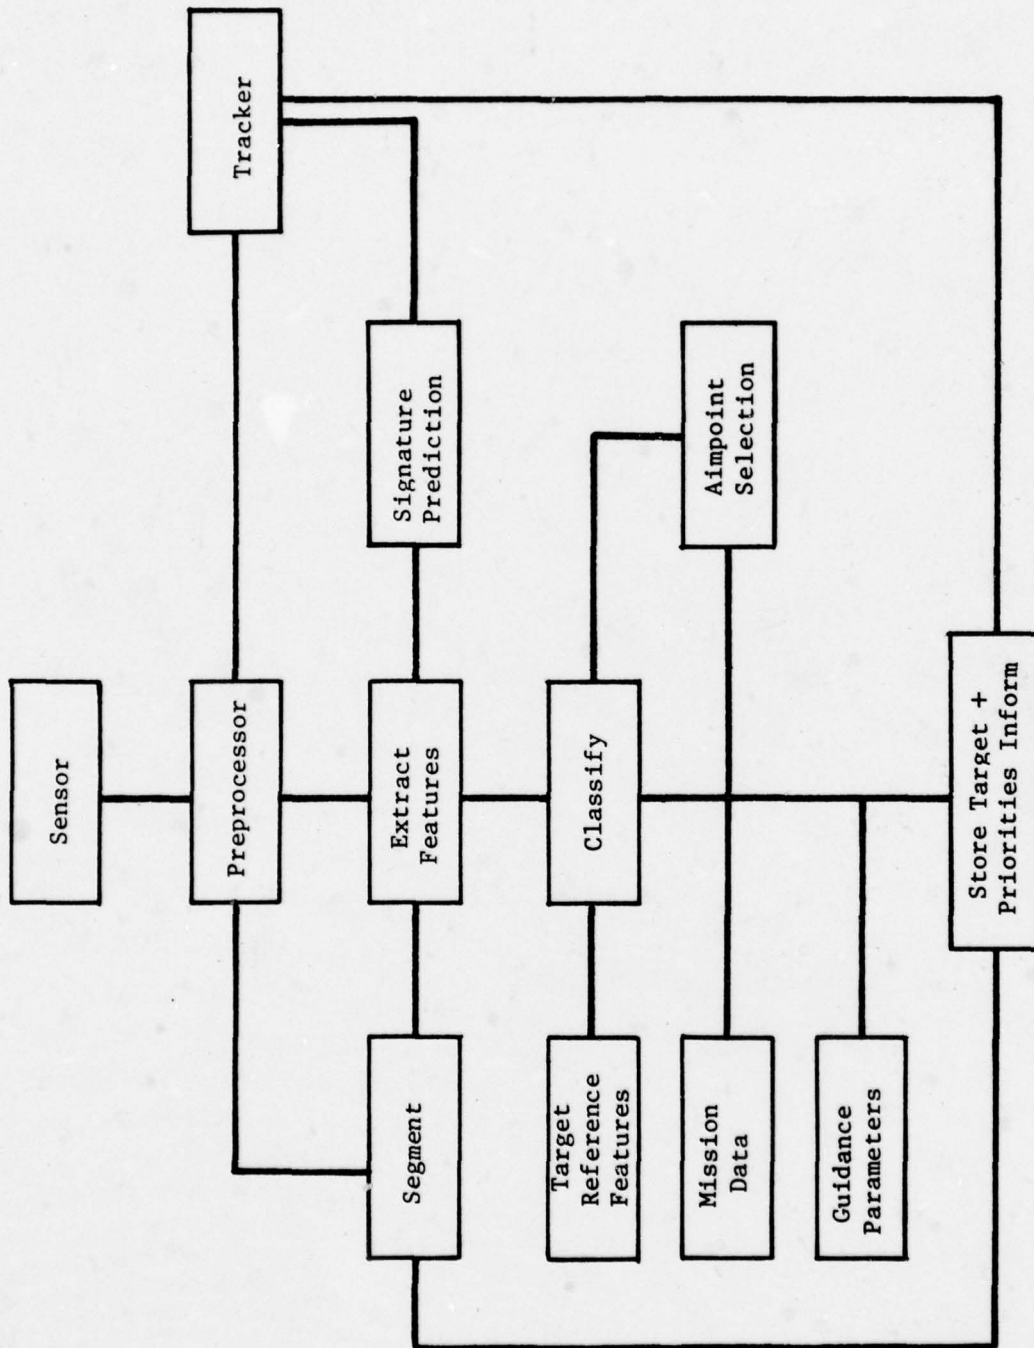 Sensor
Preprocessor
Tracker
Segment
Extract
Features
Signature
Prediction
Target
Reference
Features
Classify
Mission
Data
Aimpoint
Selection
Guidance
Parameters
Store Target +
Priorities Inform